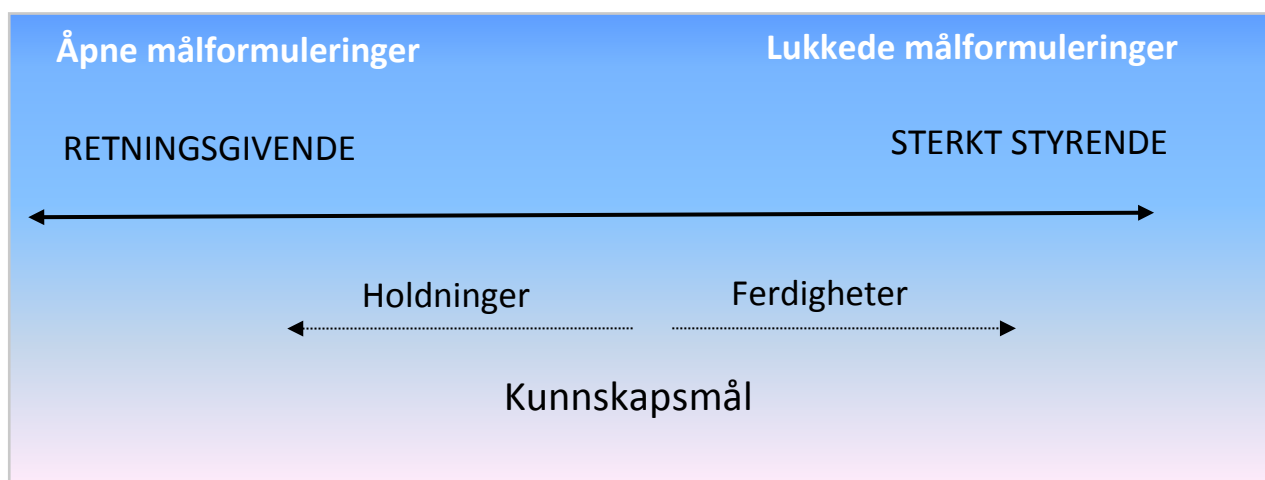 Åpne målformuleringer
Lukkede målformuleringer
RETNINGSGIVENDE
STERKT STYRENDE
Holdninger
Ferdigheter
Kunnskapsmål